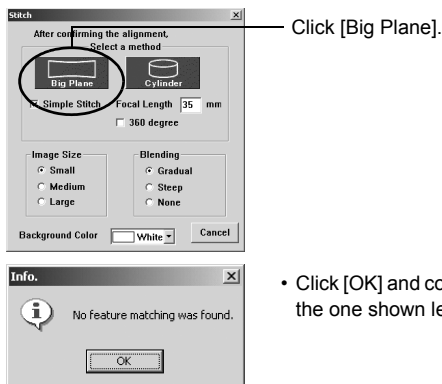 Stitch
After confirming the alignment,
Select a method
Big Plane
Cylinder
Simple Stitch
Focal Length 35 mm
360 degree
Image Size
Small
Medium
Large
Blending
Gradual
Steep
None
Background Color White
Cancel
Click [Big Plane].
Info.
No feature matching was found.
OK
• Click [OK] and
the one shown